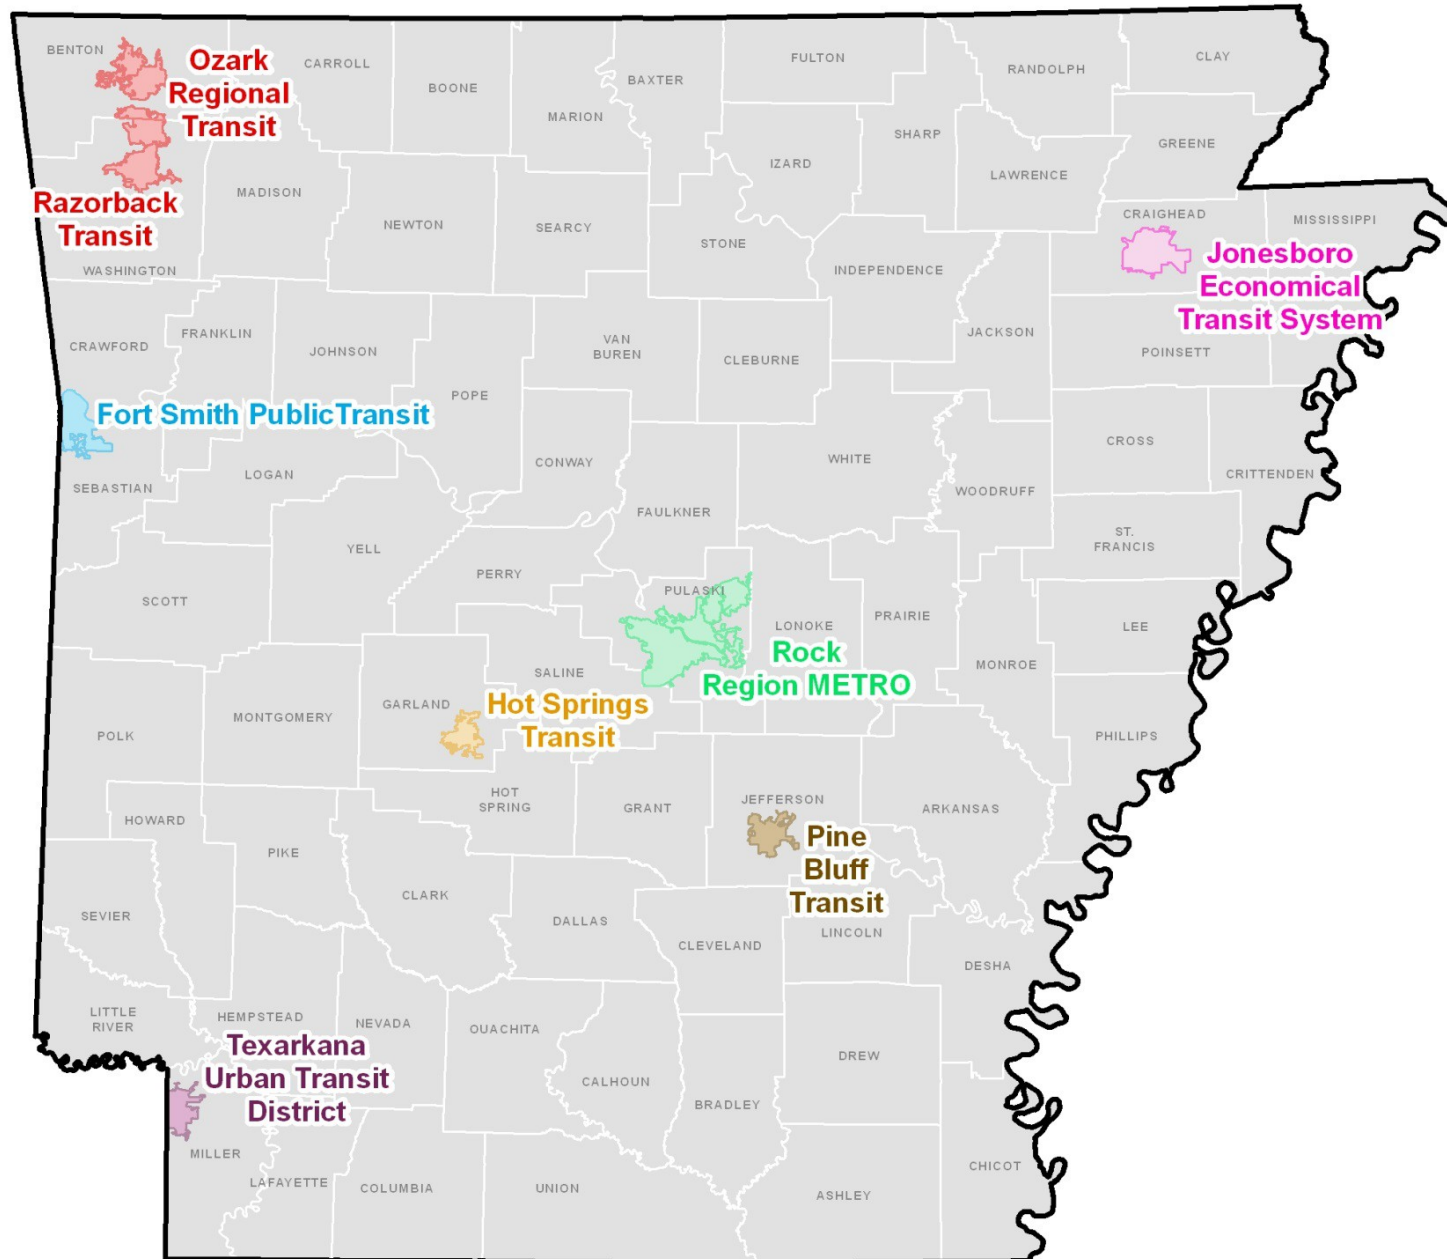 BENTON
Ozark
Regional
Transit
CARROLL
BOONE
MARION
BAXTER
FULTON
RANDOLPH
CLAY
SHARP
IZARD
LAWRENCE
GREENE
MADISON
Razorback
Transit
WASHINGTON
NEWTON
SEARCY
STONE
INDEPENDENCE
CRAIGHEAD
MISSISSIPPI
Jonesboro
Economical
Transit System
CRAWFORD
FRANKLIN
JOHNSON
POPE
VAN
BUREN
CLEBURNE
JACKSON
POINSETT
Fort Smith PublicTransit
SEBASTIAN
LOGAN
CONWAY
WHITE
WOODRUFF
CROSS
CRITTENDEN
FAULKNER
YELL
PERRY
ST.
FRANCIS
SCOTT
PULASKI
LONOKE
PRAIRIE
LEE
MONROE
Rock
Region METRO
SALINE
GARLAND
Hot Springs
Transit
MONTGOMERY
POLK
PHILLIPS
HOT
SPRING
GRANT
JEFFERSON
ARKANSAS
Pine
Bluff
Transit
HOWARD
PIKE
CLARK
SEVIER
DALLAS
CLEVELAND
LINCOLN
DESHA
LITTLE
RIVER
HEMPSTEAD
NEVADA
OUACHITA
Texarkana
Urban Transit
District
CALHOUN
DREW
BRADLEY
MILLER
LAFAYETTE
COLUMBIA
UNION
ASHLEY
CHICOT